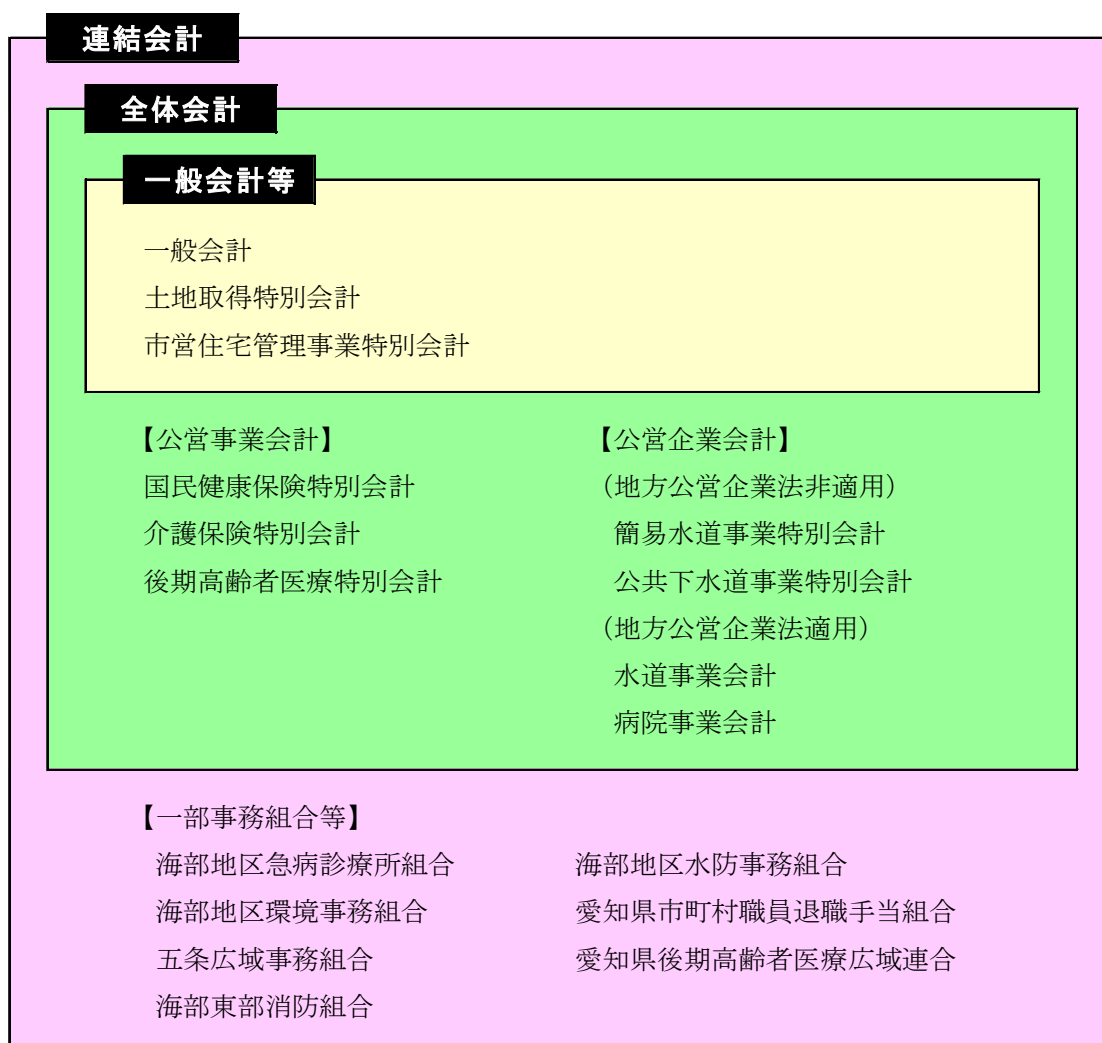 連結会計
全体会計
一般会計等
一般会計
土地取得特別会計
市営住宅管理事業特別会計
【公営事業会計】
国民健康保険特別会計
介護保険特別会計
後期高齢者医療特別会計
【公営企業会計】
（地方公営企業法非適用）
簡易水道事業特別会計
公共下水道事業特別会計
（地方公営企業法適用）
水道事業会計
病院事業会計
【一部事務組合等】
海部地区急病診療所組合
海部地区環境事務組合
五条広域事務組合
海部東部消防組合
海部地区水防事務組合
愛知県市町村職員退職手当組合
愛知県後期高齢者医療広域連合